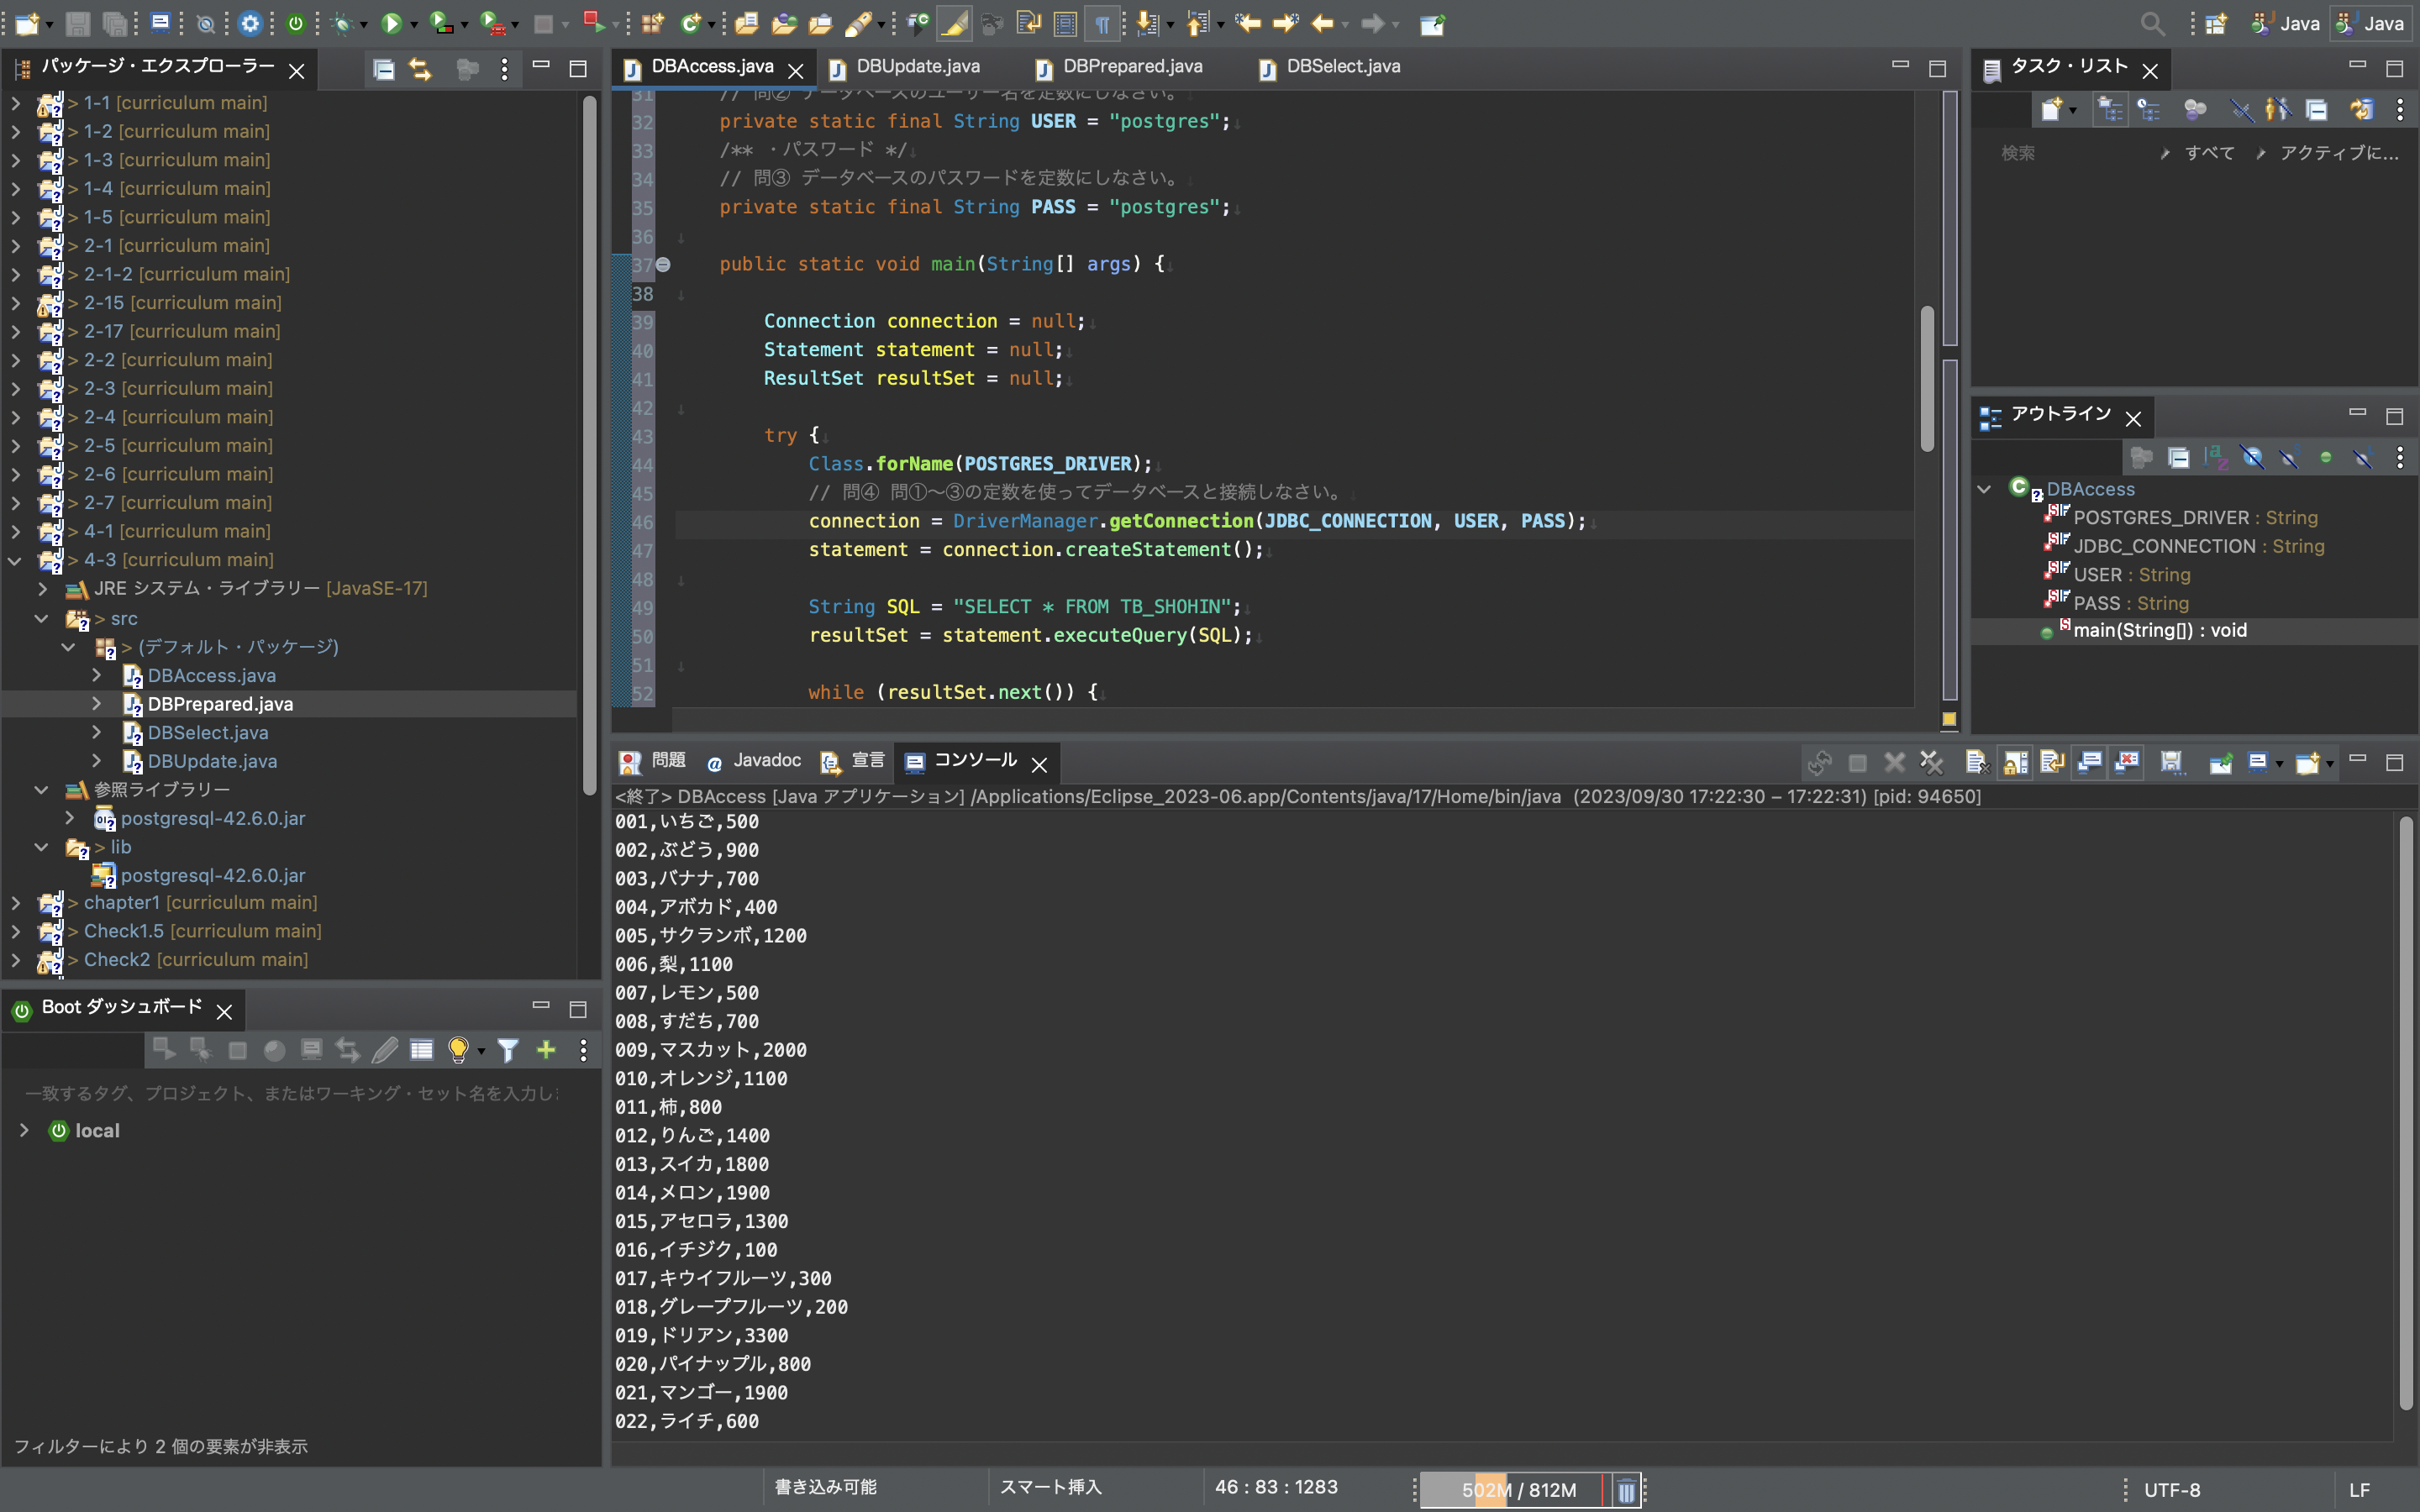 Java
Java
パッケージ・エクスプローラー
> 1-1 [curriculum main]
> 1-2 [curriculum main]
> 1-3 [curriculum main]
> 1-4 [curriculum main]
> 1-5 [curriculum main]
> 2-1 [curriculum main]
> 2-1-2 [curriculum main]
> 2-15 [curriculum main]
> 2-17 [curriculum main]
> 2-2 [curriculum main]
> 2-3 [curriculum main]
> 2-4 [curriculum main]
> 2-5 [curriculum main]
> 2-6 [curriculum main]
> 2-7 [curriculum main]
> 4-1 [curriculum main]
> 4-3 [curriculum main]
JRE システム・ライブラリー [JavaSE-17]
> src
> (デフォルト・パッケージ)
DBAccess.java
DBPrepared.java
DBSelect.java
DBUpdate.java
参照ライブラリー
postgresql-42.6.0.jar
> lib
postgresql-42.6.0.jar
> chapter1 [curriculum main]
> Check1.5 [curriculum main]
> Check2 [curriculum main]
Boot ダッシュボード
一致するタグ、プロジェクト、またはワーキング・セット名を入力し
local
フィルターにより 2 個の要素が非表示
DBAccess.java
DBUpdate.java
DBPrepared.java
DBSelect.java
31 // 問② データベースのユーザー名を定数にしなさい。
32 private static final String USER = "postgres";
33 /** ・パスワード */
34 // 問③ データベースのパスワードを定数にしなさい。
35 private static final String PASS = "postgres";
36
37 public static void main(String[] args) {
38
39 Connection connection = null;
40 Statement statement = null;
41 ResultSet resultSet = null;
42
43 try {
44 Class.forName(POSTGRES_DRIVER);
45 // 問④ 問①〜③の定数を使ってデータベースと接続しなさい。
46 connection = DriverManager.getConnection(JDBC_CONNECTION, USER, PASS);
47 statement = connection.createStatement();
48
49 String SQL = "SELECT * FROM TB_SHOHIN";
50 resultSet = statement.executeQuery(SQL);
51
52 while (resultSet.next()) {
タスク・リスト
検索 すべて アクティブに...
アウトライン
DBAccess
POSTGRES_DRIVER : String
JDBC_CONNECTION : String
USER : String
PASS : String
main(String[]) : void
問題
Javadoc
宣言
コンソール
<終了> DBAccess [Java アプリケーション] /Applications/Eclipse_2023-06.app/Contents/java/17/Home/bin/java (2023/09/30 17:22:30 – 17:22:31) [pid: 94650]
001,いちご,500
002,ぶどう,900
003,バナナ,700
004,アボカド,400
005,サクランボ,1200
006,梨,1100
007,レモン,500
008,すだち,700
009,マスカット,2000
010,オレンジ,1100
011,柿,800
012,りんご,1400
013,スイカ,1800
014,メロン,1900
015,アセロラ,1300
016,イチジク,100
017,キウイフルーツ,300
018,グレープフルーツ,200
019,ドリアン,3300
020,パイナップル,800
021,マンゴー,1900
022,ライチ,600
書き込み可能
スマート挿入
46 : 83 : 1283
502M / 812M
UTF-8
LF